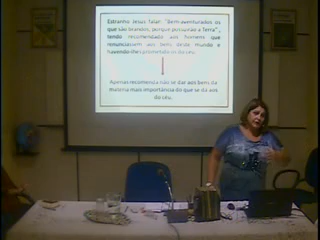 Estranho Jesus falar: "Bem-aventurados os
que são brandos, porque possuirão a Terra",
tendo recomendado aos homens que
renunciassem aos bens deste mundo e
havendo-lhes prometido os do céu.
Apenas recomenda não se dar aos bens da
matéria mais importância do que se dá aos
do céu.